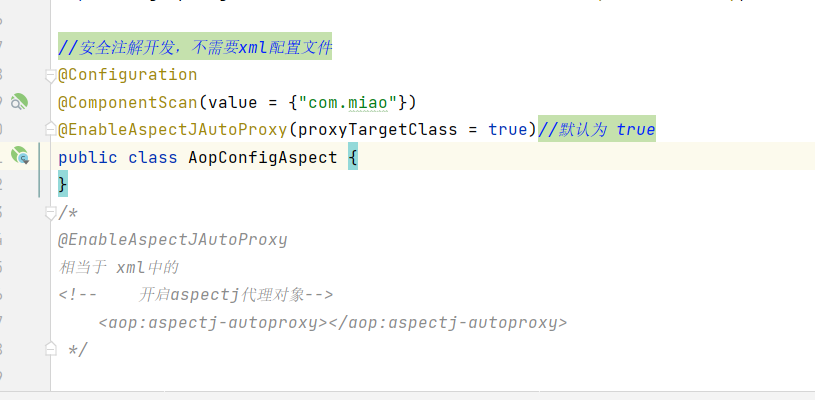 //安全注解开发，不需要xml配置文件
@Configuration
@ComponentScan(value = {"com.miao"})
@EnableAspectJAutoProxy(proxyTargetClass = true)//默认为 true
public class AopConfigAspect {
}
/*
@EnableAspectJAutoProxy
相当于 xml中的
<!--    开启aspectj代理对象-->
    <aop:aspectj-autoproxy></aop:aspectj-autoproxy>
 */